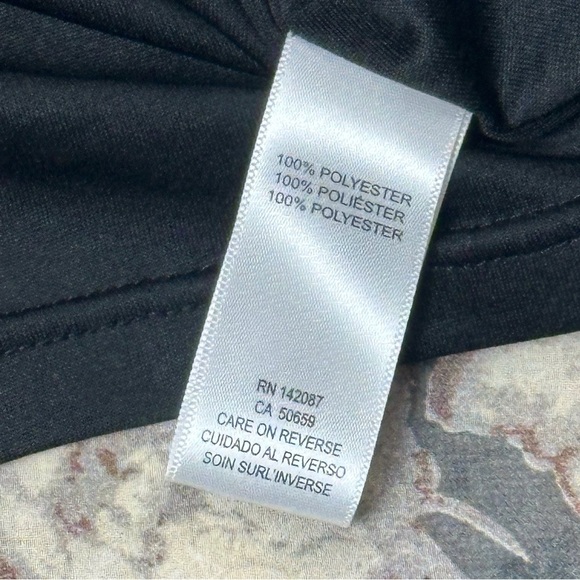 100% POLYESTER
100% POLIÉSTER
100% POLYESTER
RN 142087
CA 50659
CARE ON REVERSE
CUIDADO AL REVERSO
SOIN SURL'INVERSE